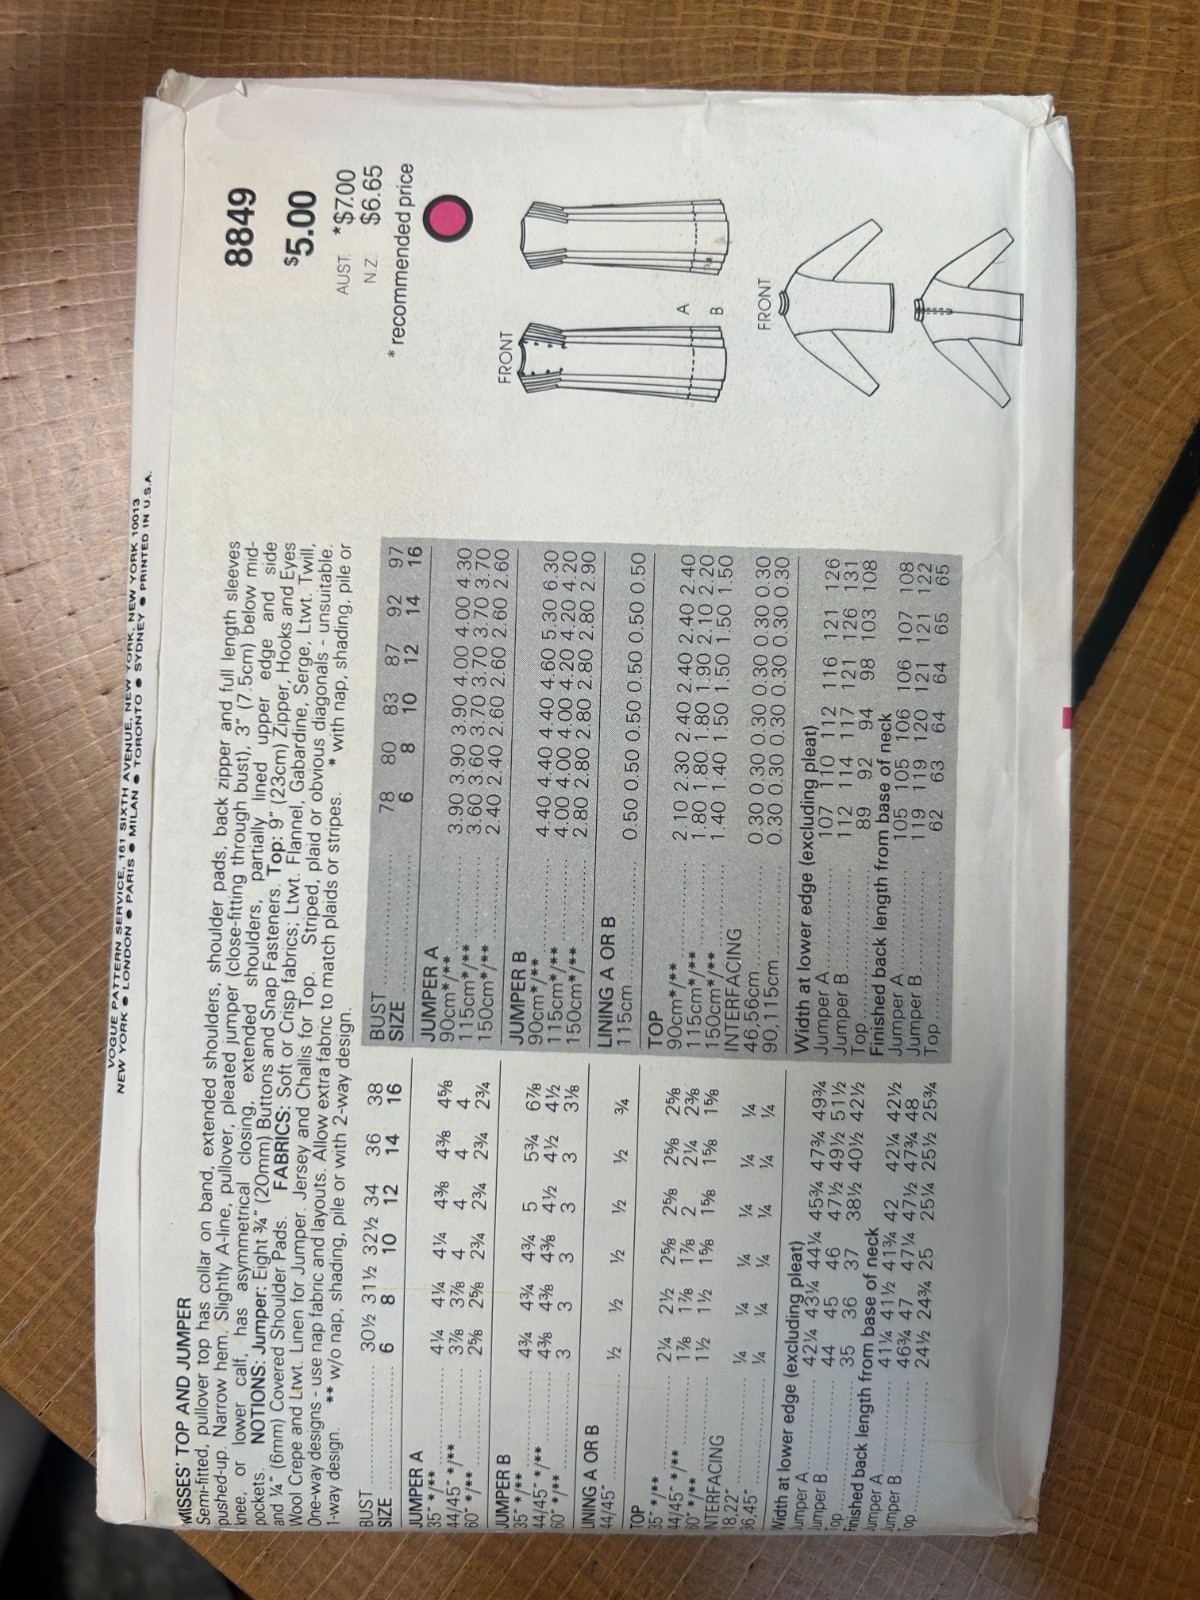 VOGUE PATTERN SERVICE, 161 SIXTH AVENUE, NEW YORK, NEW YORK 10013
NEW YORK ● LONDON ● PARIS ● MILAN ● TORONTO ● SYDNEY ● PRINTED IN U.S.A.
8849
$5.00
AUST. *$7.00
N.Z. $6.65
*recommended price
MISSES' TOP AND JUMPER
Semi-fitted, pullover top has collar on band, extended shoulders, shoulder pads, back zipper and full length sleeves
pushed-up. Narrow hem. Slightly A-line, pullover, pleated jumper (close-fitting through bust), 3" (7.5cm) below mid-
knee, or lower calf, has asymmetrical closing, extended shoulders, partially lined upper edge and side
pockets. NOTIONS: Jumper: Eight ¾" (20mm) Buttons and Snap Fasteners. Top: 9" (23cm) Zipper, Hooks and Eyes
and ¼" (6mm) Covered Shoulder Pads. FABRICS: Soft or Crisp fabrics; Ltwt. Flannel, Gabardine, Serge, Ltwt. Twill,
Wool Crepe and Ltwt. Linen for Jumper. Jersey and Challis for Top. Striped, plaid or obvious diagonals - unsuitable.
One-way designs - use nap fabric and layouts. Allow extra fabric to match plaids or stripes. * with nap, shading, pile or
1-way design. ** w/o nap, shading, pile or with 2-way design.
BUST 30½ 31½ 32½ 34 36 38
SIZE 6 8 10 12 14 16
JUMPER A
35" */** 4¼ 4¼ 4¼ 4⅜ 4⅜ 4⅝
44/45" */** 3⅞ 3⅞ 4 4 4 4
60" */** 2⅝ 2⅝ 2¾ 2¾ 2¾ 2¾
JUMPER B
35" */** 4¾ 4¾ 4¾ 5 5¾ 6⅞
44/45" */** 4⅜ 4⅜ 4⅜ 4½ 4½ 4½
60" */** 3 3 3 3 3 3⅛
LINING A OR B
44/45" ½ ½ ½ ½ ½ ¾
TOP
35" */** 2¼ 2½ 2⅝ 2⅝ 2⅝ 2⅝
44/45" */** 1⅞ 1⅞ 1⅞ 2 2¼ 2⅜
60" */** 1½ 1½ 1⅝ 1⅝ 1⅝ 1⅝
INTERFACING
18,22" ¼ ¼ ¼ ¼ ¼ ¼
36,45" ¼ ¼ ¼ ¼ ¼ ¼
Width at lower edge (excluding pleat)
Jumper A 42¼ 43¼ 44¼ 45¾ 47¾ 49¾
Jumper B 44 45 46 47½ 49½ 51½
Top 35 36 37 38½ 40½ 42½
Finished back length from base of neck
Jumper A 41¼ 41½ 41¾ 42 42¼ 42½
Jumper B 46¾ 47 47¼ 47½ 47¾ 48
Top 24½ 24¾ 25 25¼ 25½ 25¾
BUST 78 80 83 87 92 97
SIZE 6 8 10 12 14 16
JUMPER A
90cm*/** 3.90 3.90 3.90 4.00 4.00 4.30
115cm*/** 3.60 3.60 3.70 3.70 3.70 3.70
150cm*/** 2.40 2.40 2.60 2.60 2.60 2.60
JUMPER B
90cm*/** 4.40 4.40 4.40 4.60 5.30 6.30
115cm*/** 4.00 4.00 4.00 4.20 4.20 4.20
150cm*/** 2.80 2.80 2.80 2.80 2.80 2.90
LINING A OR B
115cm 0.50 0.50 0.50 0.50 0.50 0.50
TOP
90cm*/** 2.10 2.30 2.40 2.40 2.40 2.40
115cm*/** 1.80 1.80 1.80 1.90 2.10 2.20
150cm*/** 1.40 1.40 1.50 1.50 1.50 1.50
INTERFACING
46,56cm 0.30 0.30 0.30 0.30 0.30 0.30
90,115cm 0.30 0.30 0.30 0.30 0.30 0.30
Width at lower edge (excluding pleat)
Jumper A 107 110 112 116 121 126
Jumper B 112 114 117 121 126 131
Top 89 92 94 98 103 108
Finished back length from base of neck
Jumper A 105 105 106 106 107 108
Jumper B 119 119 120 121 121 122
Top 62 63 64 64 65 65
FRONT
A
B
FRONT